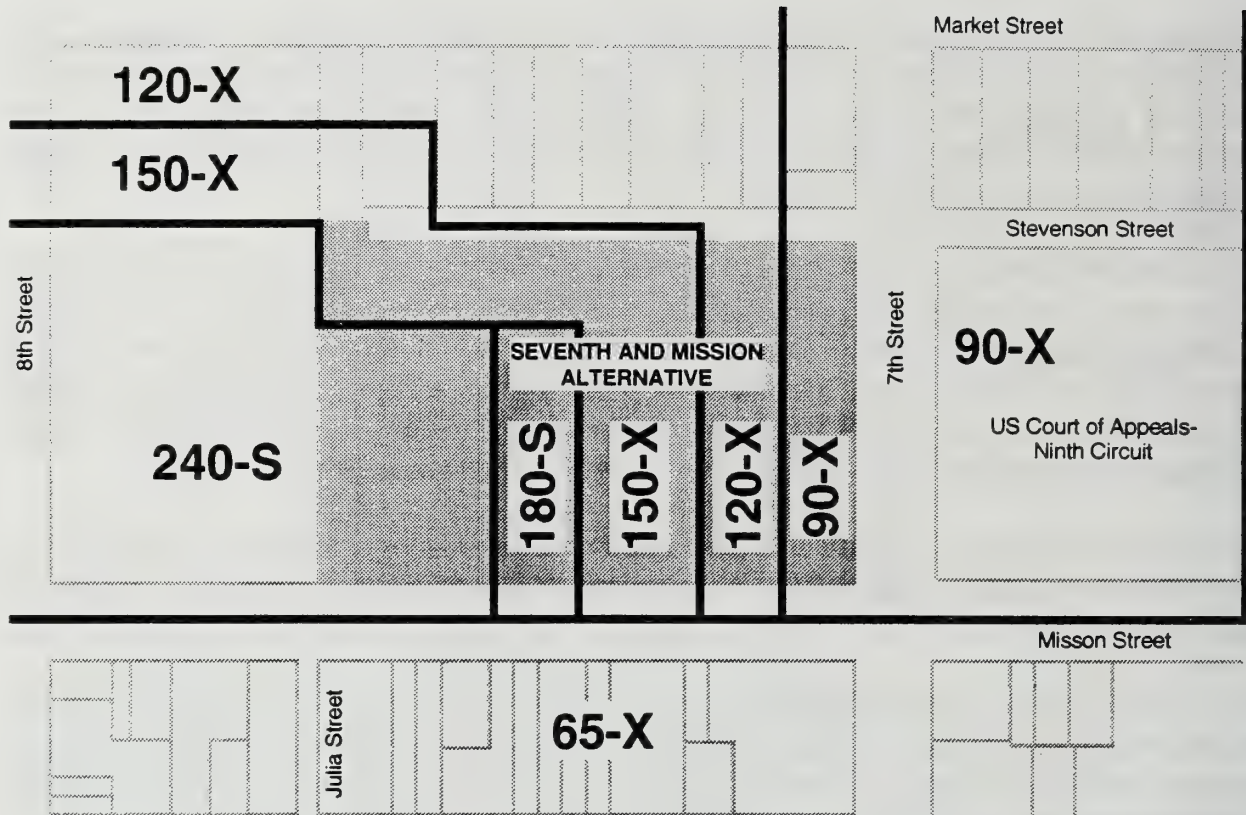 Market Street
120-X
150-X
Stevenson Street
8th Street
7th Street
SEVENTH AND MISSION
ALTERNATIVE
90-X
US Court of Appeals-
Ninth Circuit
240-S
180-S
150-X
120-X
90-X
Misson Street
Julia Street
65-X